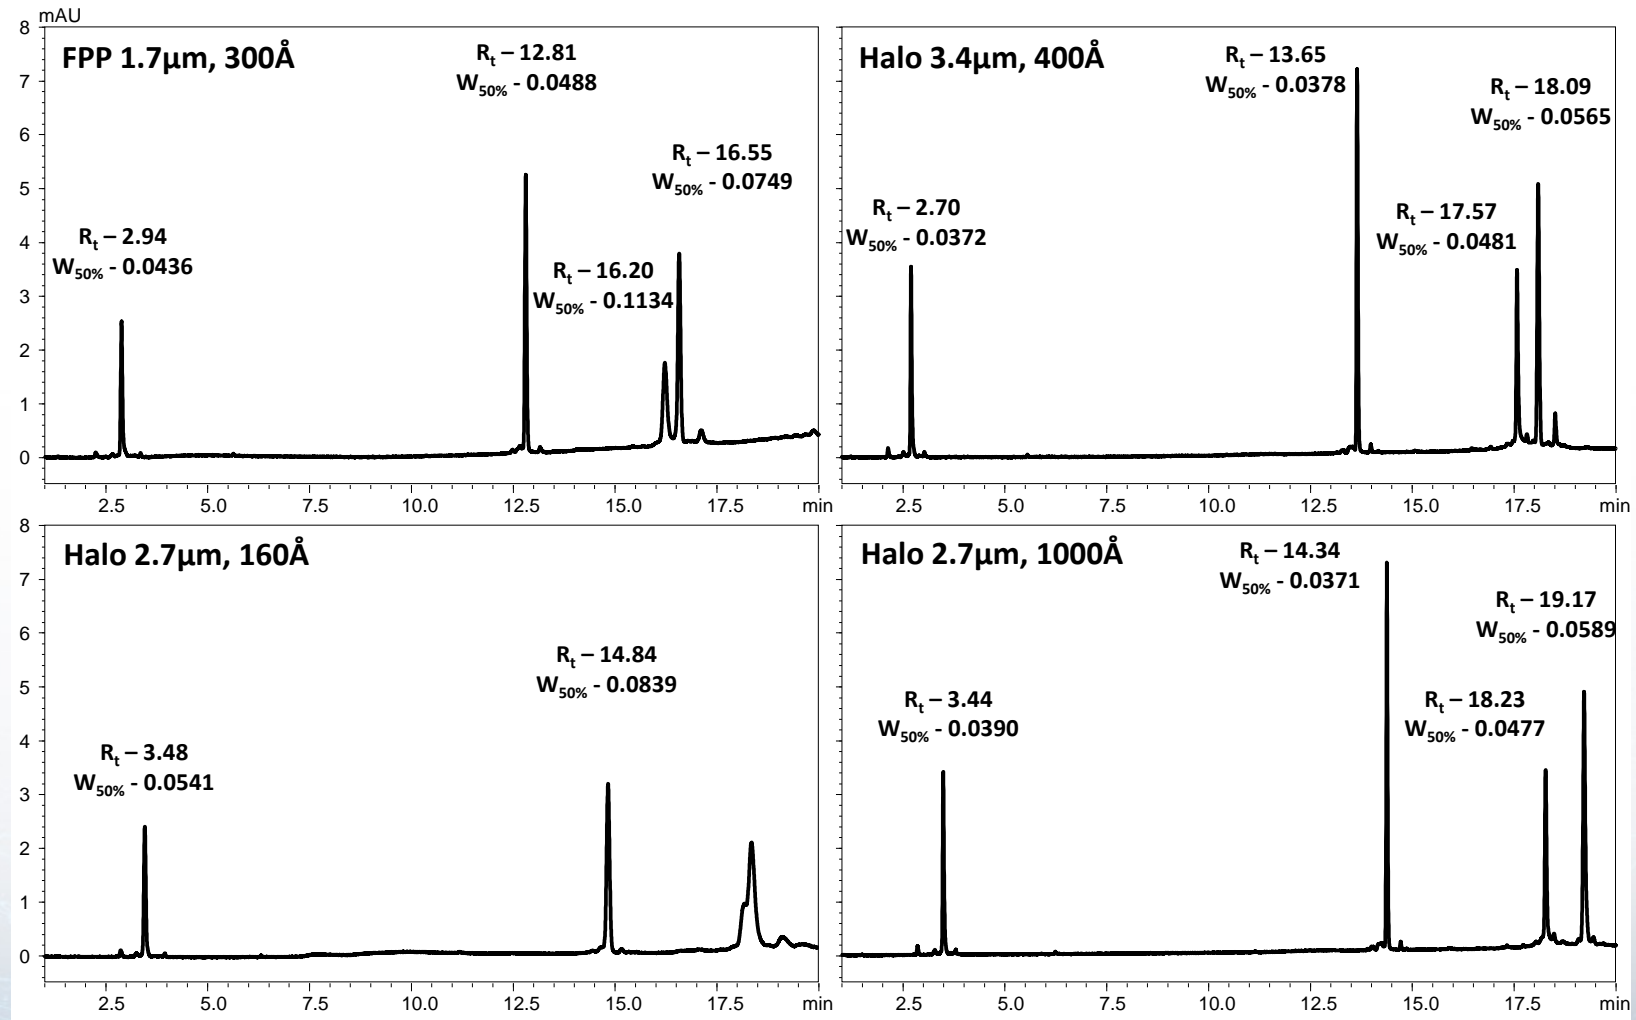 mAU
8
7
6
5
4
3
2
1
0
FPP 1.7µm, 300Å
Rt – 12.81
W50% - 0.0488
Rt – 16.55
W50% - 0.0749
Rt – 2.94
W50% - 0.0436
Rt – 16.20
W50% - 0.1134
2.5 5.0 7.5 10.0 12.5 15.0 17.5 min
Halo 3.4µm, 400Å
Rt – 13.65
W50% - 0.0378
Rt – 18.09
W50% - 0.0565
Rt – 2.70
W50% - 0.0372
Rt – 17.57
W50% - 0.0481
2.5 5.0 7.5 10.0 12.5 15.0 17.5 min
8
7
6
5
4
3
2
1
0
Halo 2.7µm, 160Å
Rt – 14.84
W50% - 0.0839
Rt – 3.48
W50% - 0.0541
2.5 5.0 7.5 10.0 12.5 15.0 17.5 min
Halo 2.7µm, 1000Å
Rt – 14.34
W50% - 0.0371
Rt – 19.17
W50% - 0.0589
Rt – 3.44
W50% - 0.0390
Rt – 18.23
W50% - 0.0477
2.5 5.0 7.5 10.0 12.5 15.0 17.5 min